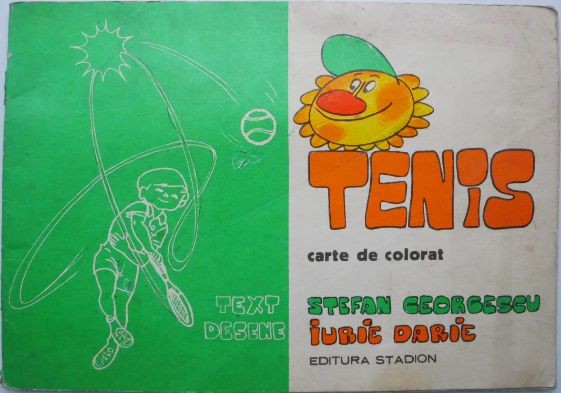 TENIS
carte de colorat
TEXT STEFAN GEORGESCU
DESENE IURIE DARIE
EDITURA STADION